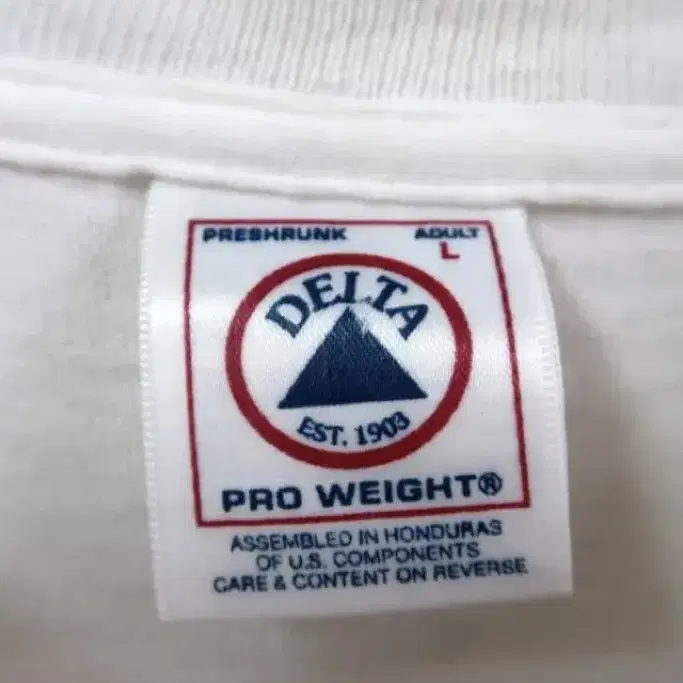 PRESHRUNK ADULT
L
DELTA
EST. 1903
PRO WEIGHT®
ASSEMBLED IN HONDURAS
OF U.S. COMPONENTS
CARE & CONTENT ON REVERSE